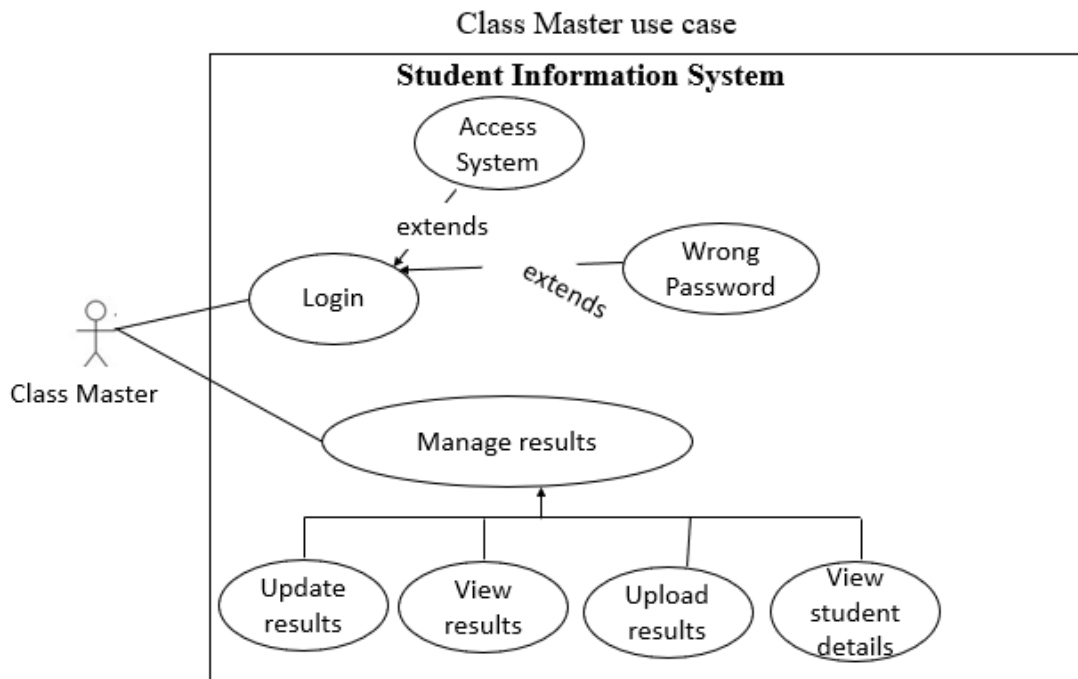 Class Master use case
Student Information System
Access
System
extends
Wrong
Password
extends
Login
Class Master
Manage results
Update
results
View
results
Upload
results
View
student
details